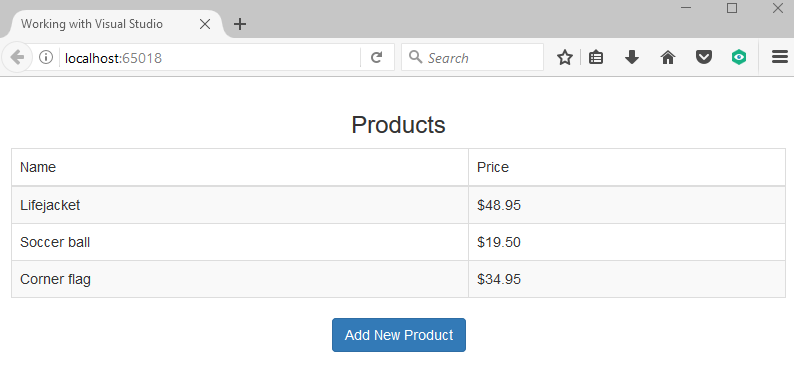 Working with Visual Studio
localhost:65018
Search
Products
Name Price
Lifejacket $48.95
Soccer ball $19.50
Corner flag $34.95
Add New Product